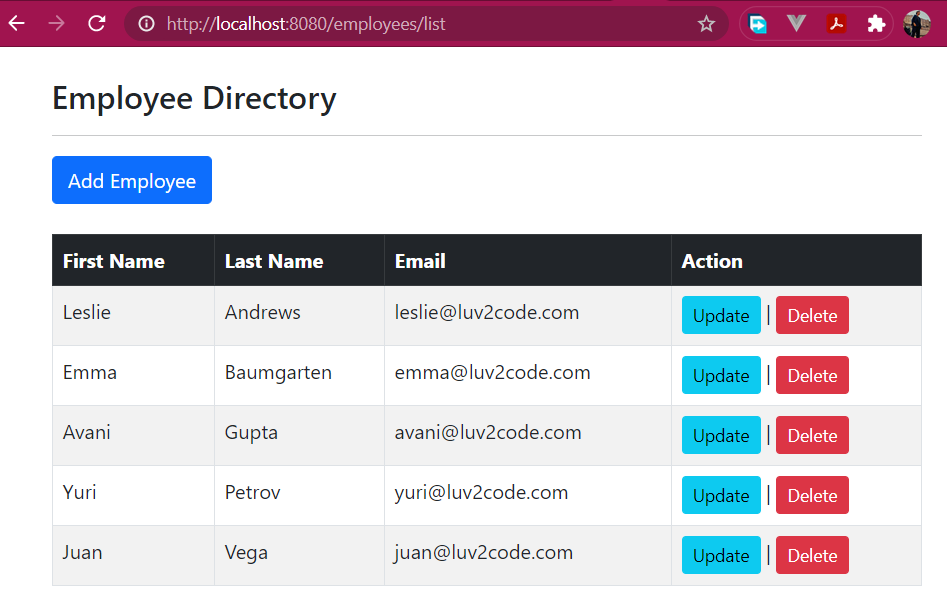 http://localhost:8080/employees/list
Employee Directory
Add Employee
First Name Last Name Email Action
Leslie Andrews leslie@luv2code.com Update | Delete
Emma Baumgarten emma@luv2code.com Update | Delete
Avani Gupta avani@luv2code.com Update | Delete
Yuri Petrov yuri@luv2code.com Update | Delete
Juan Vega juan@luv2code.com Update | Delete